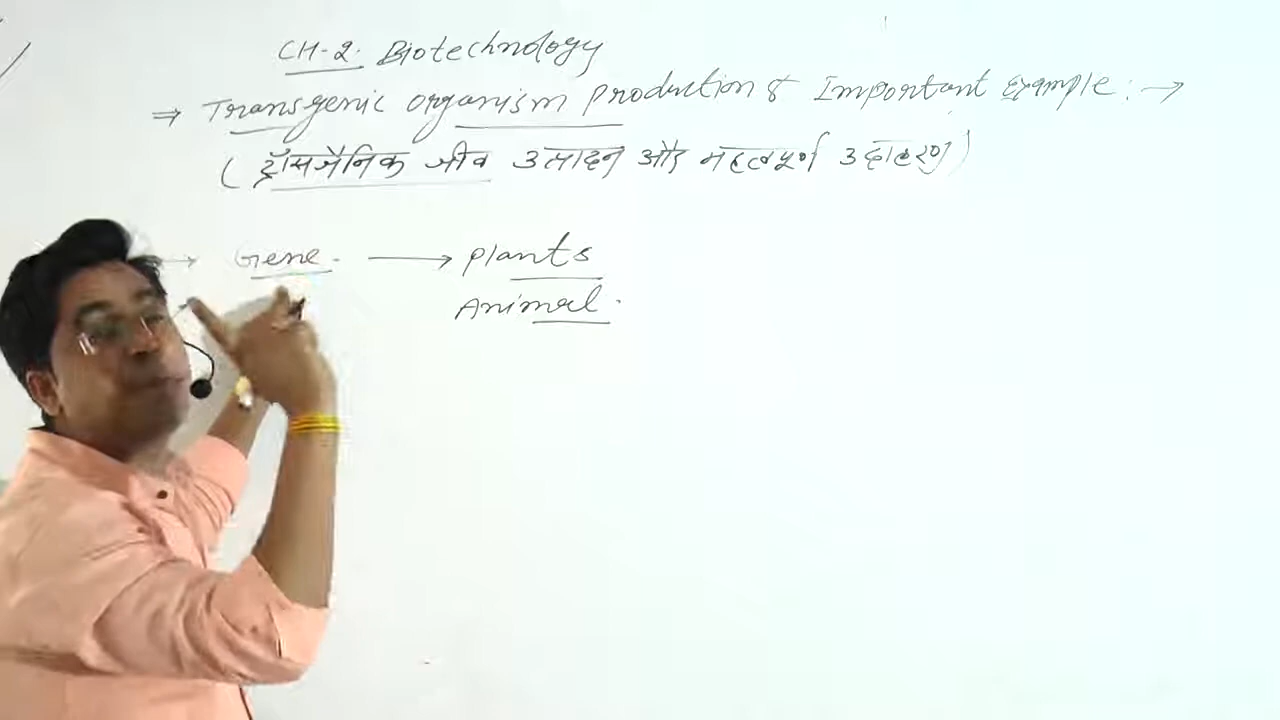 CH-2. Biotechnology
⇒ Transgenic organism production & Important Example:→
(ट्रॉसजैनिक जीव उत्पादन और महत्वपूर्ण उदाहरण)
→ Gene. → plants
Animal.